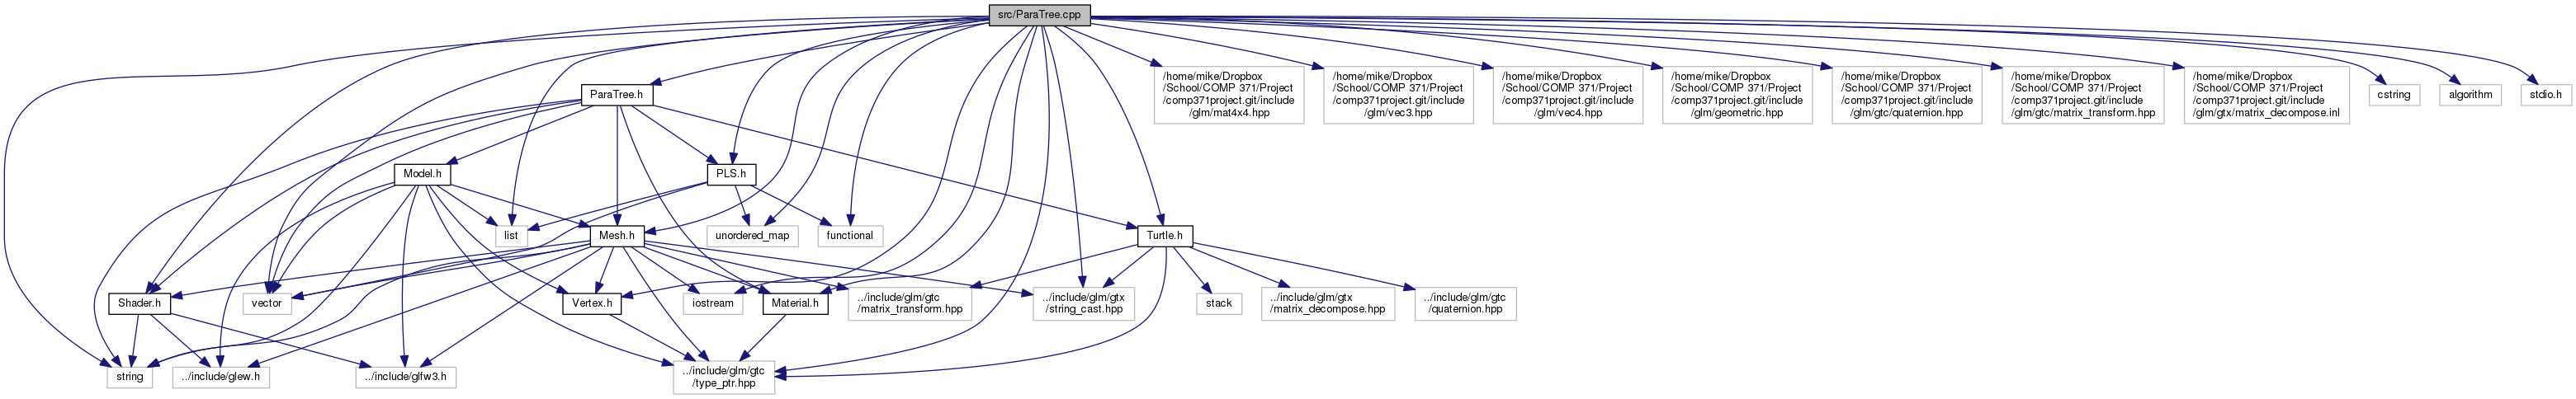 src/ParaTree.cpp
/home/mike/Dropbox
/School/COMP 371/Project
/comp371project.git/include
/glm/mat4x4.hpp
/home/mike/Dropbox
/School/COMP 371/Project
/comp371project.git/include
/glm/vec3.hpp
/home/mike/Dropbox
/School/COMP 371/Project
/comp371project.git/include
/glm/vec4.hpp
/home/mike/Dropbox
/School/COMP 371/Project
/comp371project.git/include
/glm/geometric.hpp
/home/mike/Dropbox
/School/COMP 371/Project
/comp371project.git/include
/glm/gtc/quaternion.hpp
/home/mike/Dropbox
/School/COMP 371/Project
/comp371project.git/include
/glm/gtc/matrix_transform.hpp
/home/mike/Dropbox
/School/COMP 371/Project
/comp371project.git/include
/glm/gtx/matrix_decompose.inl
ParaTree.h
cstring
algorithm
stdio.h
Model.h
PLS.h
list
Mesh.h
unordered_map
functional
Turtle.h
Shader.h
vector
Vertex.h
iostream
Material.h
../include/glm/gtc
/matrix_transform.hpp
../include/glm/gtx
/string_cast.hpp
stack
../include/glm/gtx
/matrix_decompose.hpp
../include/glm/gtc
/quaternion.hpp
string
../include/glew.h
../include/glfw3.h
../include/glm/gtc
/type_ptr.hpp